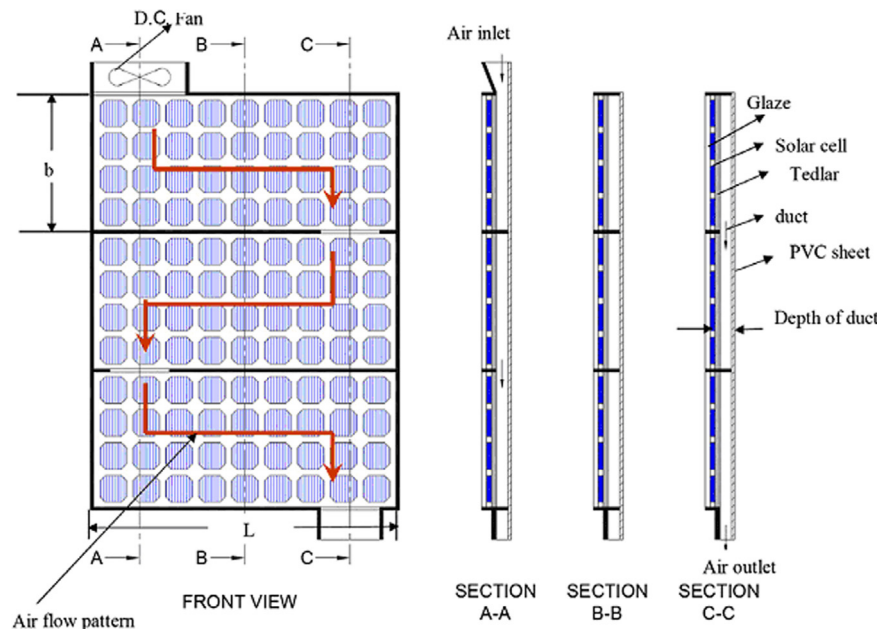 D.C. Fan
A
B
C
b
L
A
B
C
FRONT VIEW
Air flow pattern
Air inlet
SECTION
A-A
SECTION
B-B
SECTION
C-C
Glaze
Solar cell
Tedlar
duct
PVC sheet
Depth of duct
Air outlet